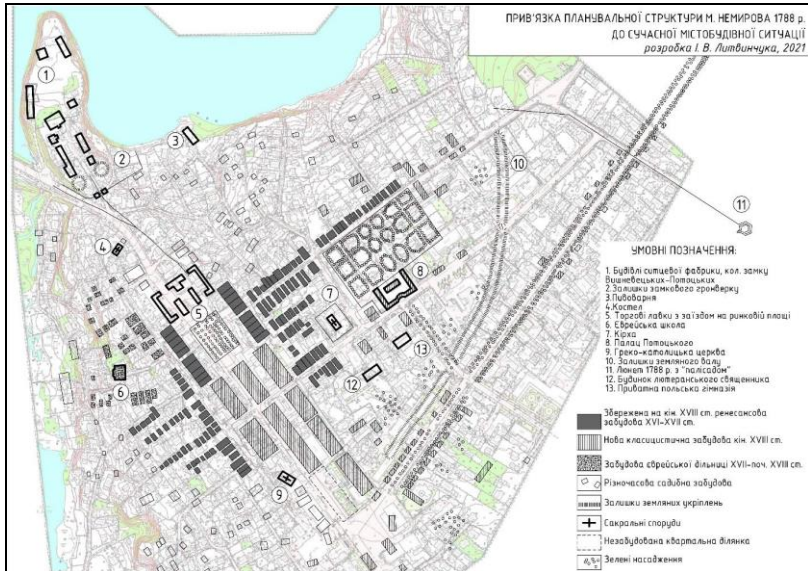 ПРИВ'ЯЗКА ПЛАНУВАЛЬНОЇ СТРУКТУРИ М. НЕМИРОВА 1788 р.
ДО СУЧАСНОЇ МІСТОБУДІВНОЇ СИТУАЦІЇ
розробка І. В. Литвинчука, 2021
1
2
3
4
5
6
7
8
9
10
11
12
13
УМОВНІ ПОЗНАЧЕННЯ:
1. Будівлі ситцевої фабрики, кол. замку
Вишневецьких-Потоцьких
2. Залишки замкового гронверку
3. Пивоварня
4. Костел
5. Торгові лавки з заїздом на ринковій площі
6. Єврейська школа
7. Кірха
8. Палац Потоцького
9. Греко-католицька церква
10. Залишки земляного валу
11. Люнет 1788 р. з "палісадом"
12. Будинок лютеранського священника
13. Приватна польська гімназія
Збережена на кін. XVIII ст. ренесансова
забудова XVI-XVII ст.
Нова класицистична забудова кін. XVIII ст.
Забудова єврейської дільниці XVII-поч. XVIII ст.
Різночасова садибна забудова
Залишки земляних укріплень
Сакральні споруди
Незабудована квартальна ділянка
Зелені насадження